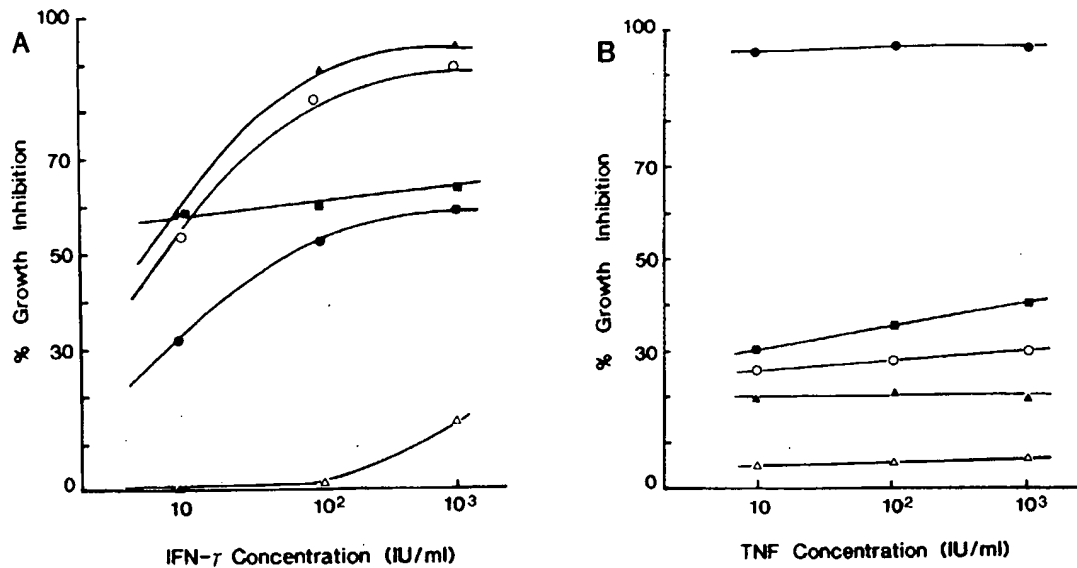 A
% Growth Inhibition
100
70
50
30
0
10
10²
10³
IFN-γ Concentration (IU/ml)
B
% Growth Inhibition
100
70
50
30
0
10
10²
10³
TNF Concentration (IU/ml)